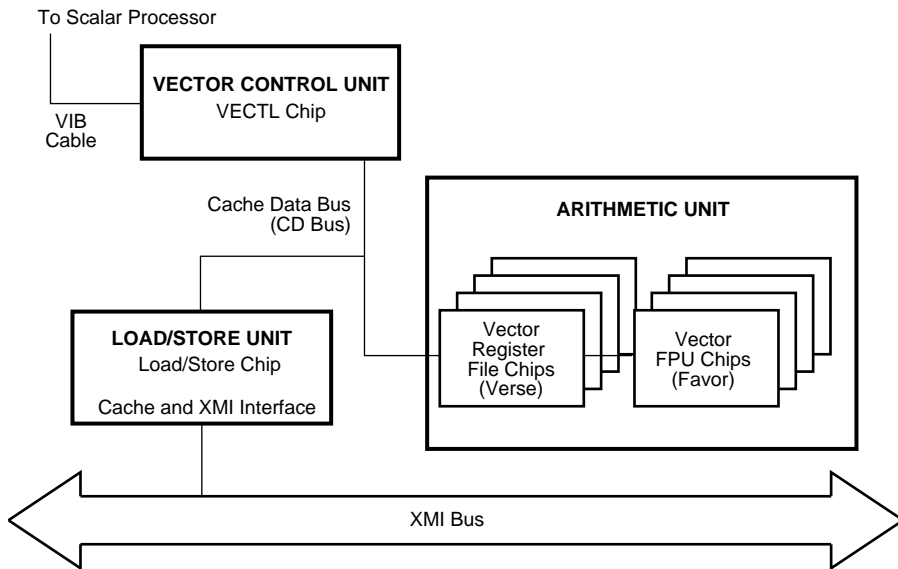 To Scalar Processor
VECTOR CONTROL UNIT
VECTL Chip
VIB
Cable
Cache Data Bus
(CD Bus)
ARITHMETIC UNIT
LOAD/STORE UNIT
Load/Store Chip
Cache and XMI Interface
Vector
Register
File Chips
(Verse)
Vector
FPU Chips
(Favor)
XMI Bus